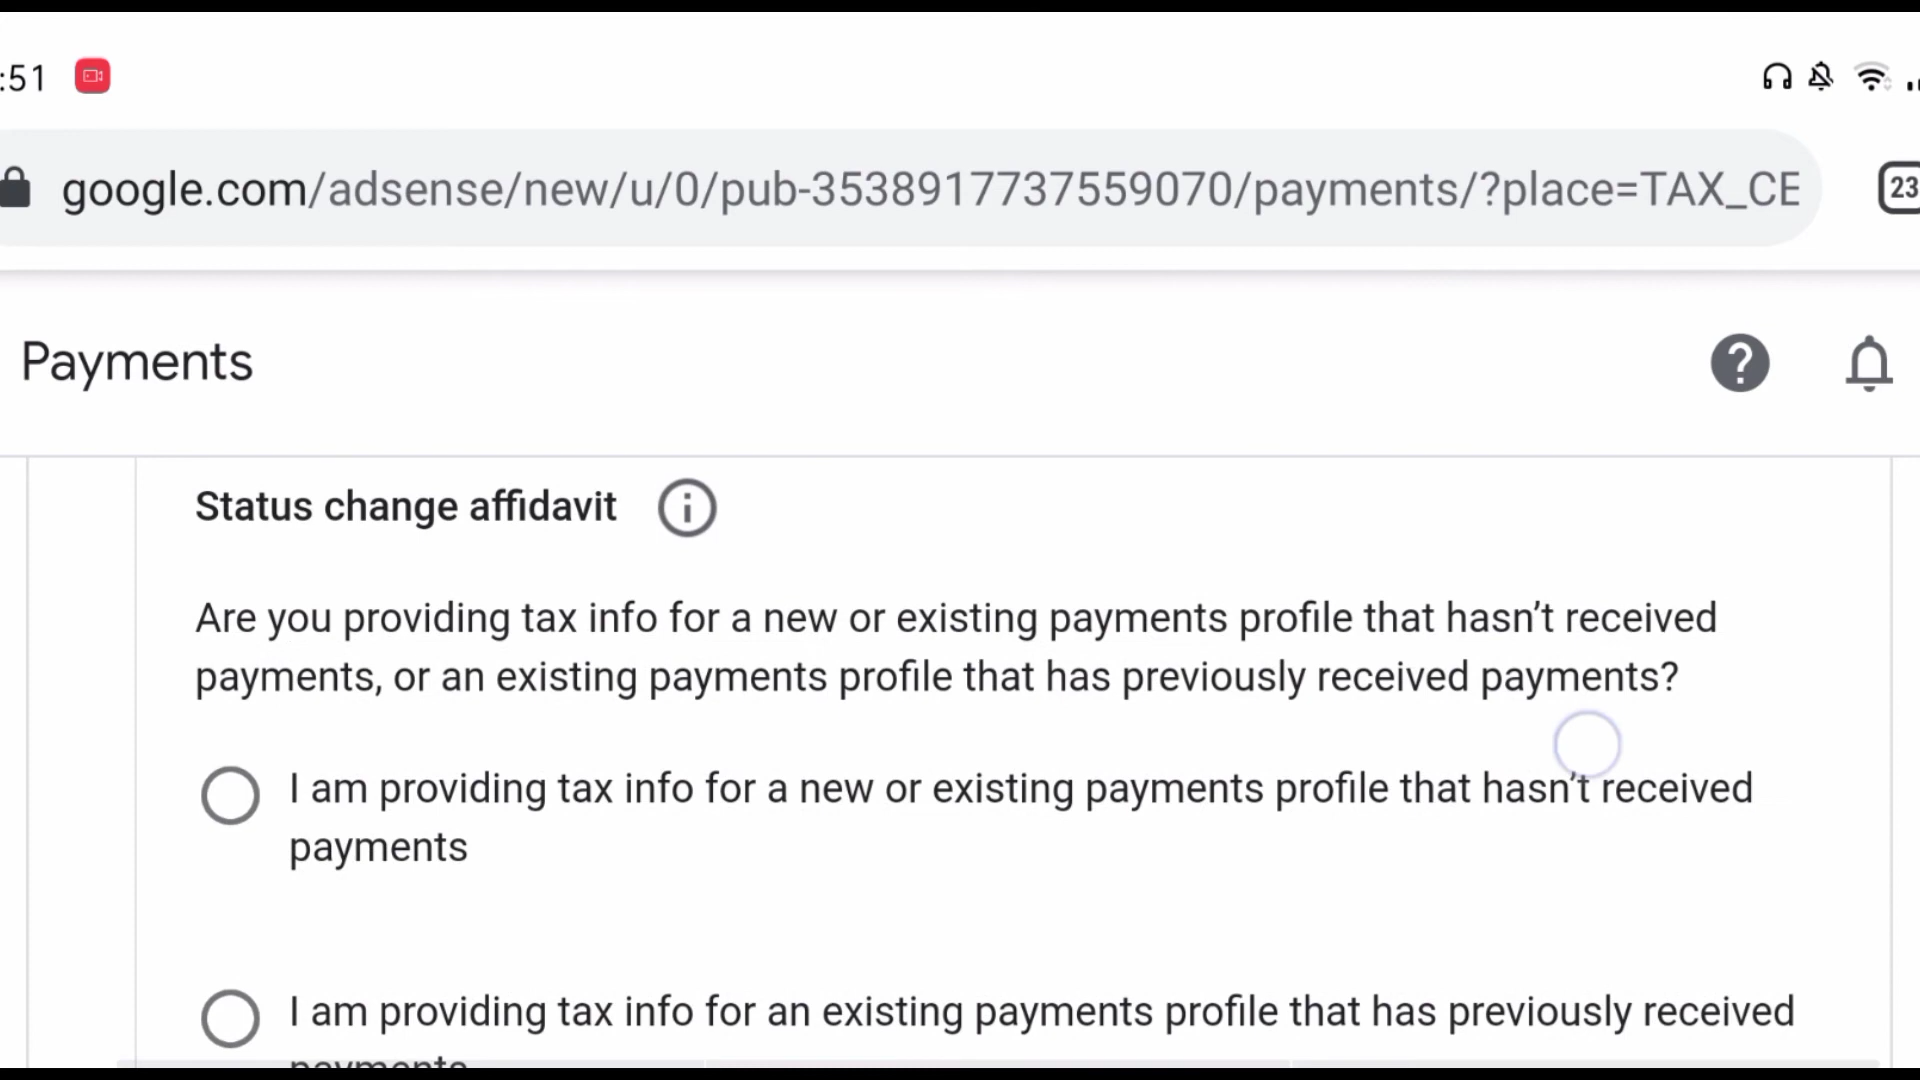 :51
google.com/adsense/new/u/0/pub-3538917737559070/payments/?place=TAX_CE
23
Payments
Status change affidavit
Are you providing tax info for a new or existing payments profile that hasn't received
payments, or an existing payments profile that has previously received payments?
I am providing tax info for a new or existing payments profile that hasn't received
payments
I am providing tax info for an existing payments profile that has previously received
payments